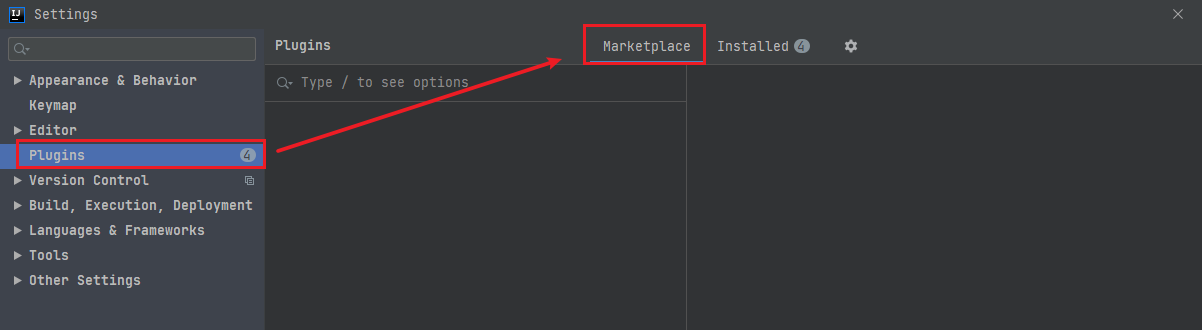 IJ Settings
Plugins Marketplace Installed 4
Type / to see options
Appearance & Behavior
Keymap
Editor
Plugins 4
Version Control
Build, Execution, Deployment
Languages & Frameworks
Tools
Other Settings